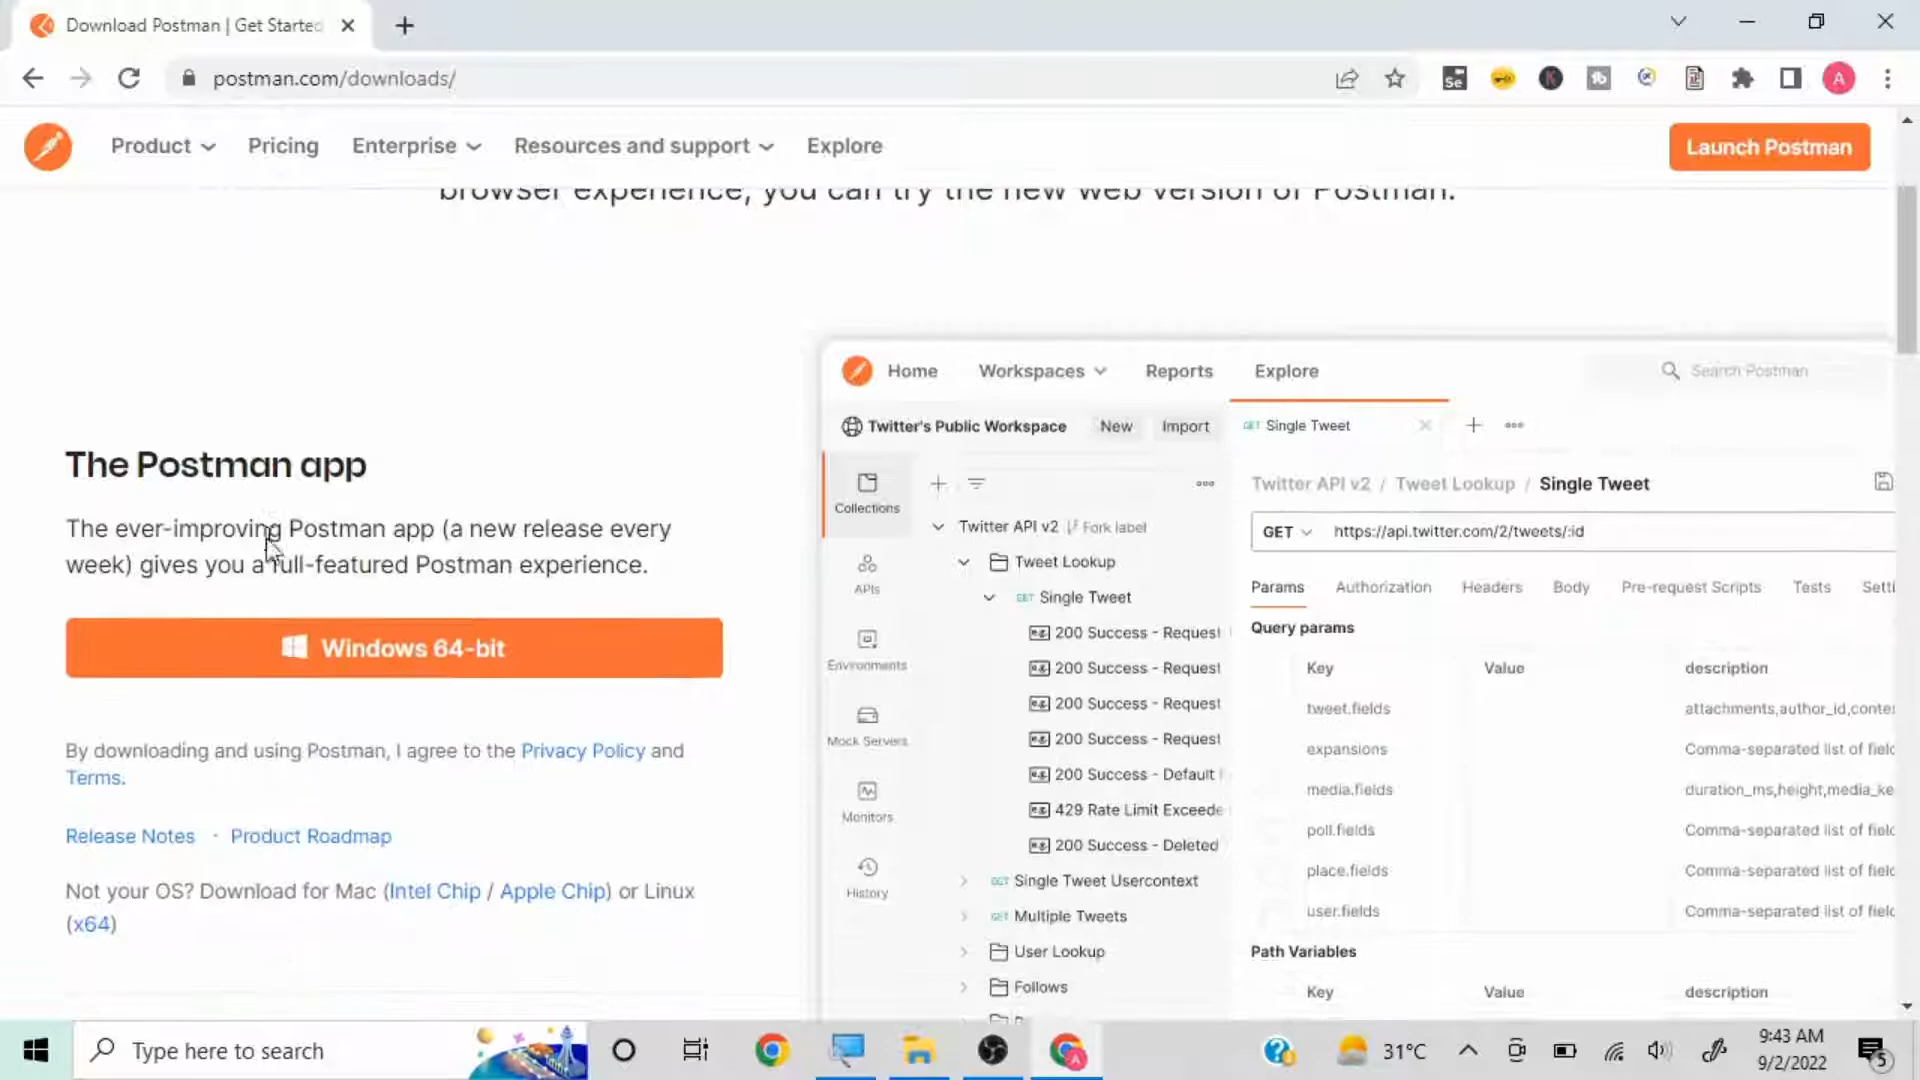 Download Postman | Get Started
postman.com/downloads/
Product
Pricing
Enterprise
Resources and support
Explore
Launch Postman
browser experience, you can try the new web version of Postman.
The Postman app
The ever-improving Postman app (a new release every
week) gives you a full-featured Postman experience.
Windows 64-bit
By downloading and using Postman, I agree to the Privacy Policy and
Terms.
Release Notes · Product Roadmap
Not your OS? Download for Mac (Intel Chip / Apple Chip) or Linux
(x64)
Home
Workspaces
Reports
Explore
Search Postman
Twitter's Public Workspace
New
Import
GET Single Tweet
Collections
APIs
Environments
Mock Servers
Monitors
History
Twitter API v2
Fork label
Tweet Lookup
GET Single Tweet
e.g. 200 Success - Request
e.g. 200 Success - Request
e.g. 200 Success - Request
e.g. 200 Success - Request
e.g. 200 Success - Default
e.g. 429 Rate Limit Exceede
e.g. 200 Success - Deleted
GET Single Tweet Usercontext
GET Multiple Tweets
User Lookup
Follows
Twitter API v2 / Tweet Lookup / Single Tweet
GET https://api.twitter.com/2/tweets/:id
Params Authorization Headers Body Pre-request Scripts Tests Setti
Query params
Key Value description
tweet.fields attachments,author_id,conte
expansions Comma-separated list of field
media.fields duration_ms,height,media_ke
poll.fields Comma-separated list of field
place.fields Comma-separated list of field
user.fields Comma-separated list of field
Path Variables
Key Value description
Type here to search
31°C
9:43 AM
9/2/2022
5